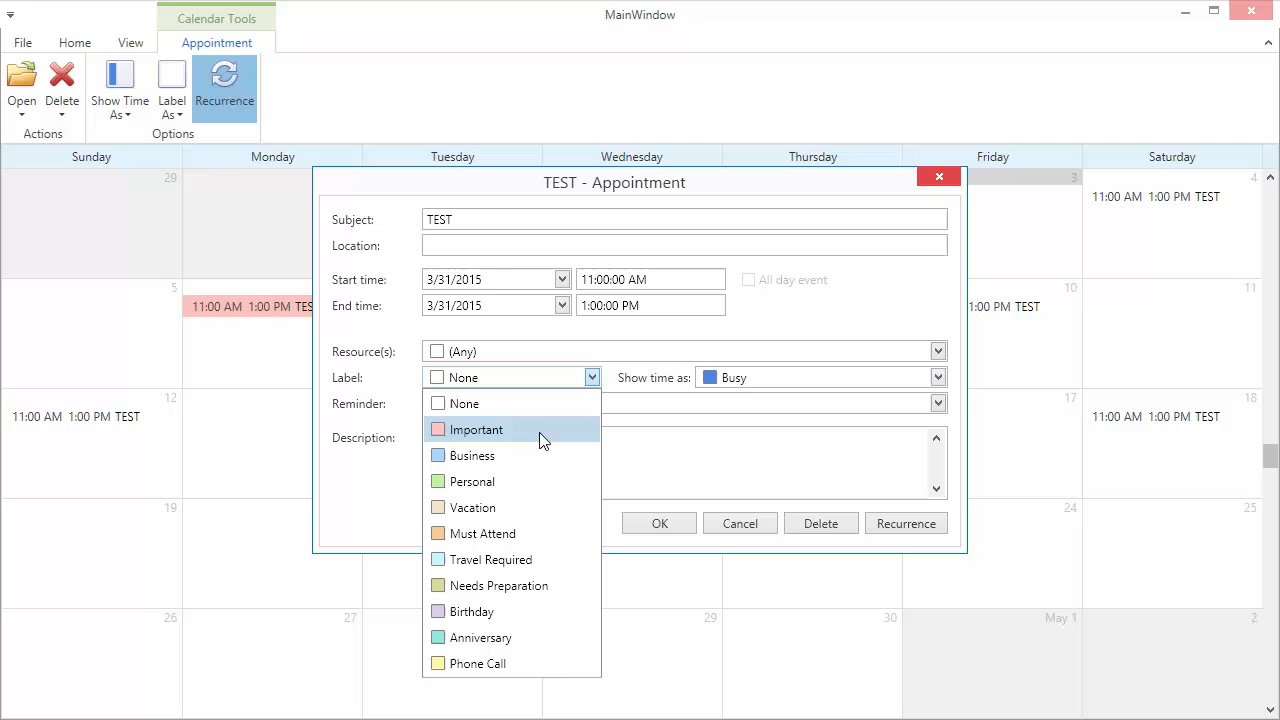 Calendar Tools
MainWindow
File Home View Appointment
Open Delete Show Time As Label As Recurrence
Actions Options
Sunday Monday Tuesday Wednesday Thursday Friday Saturday
29 3 4
11:00 AM 1:00 PM TEST
5 10 11
11:00 AM 1:00 PM TES
1:00 PM TEST
12 17 18
11:00 AM 1:00 PM TEST
11:00 AM 1:00 PM TEST
19 24 25
26 27 29 30 May 1 2
TEST - Appointment
Subject: TEST
Location:
Start time: 3/31/2015 11:00:00 AM All day event
End time: 3/31/2015 1:00:00 PM
Resource(s): (Any)
Label: None Show time as: Busy
Reminder:
Description:
None
Important
Business
Personal
Vacation
Must Attend
Travel Required
Needs Preparation
Birthday
Anniversary
Phone Call
OK Cancel Delete Recurrence